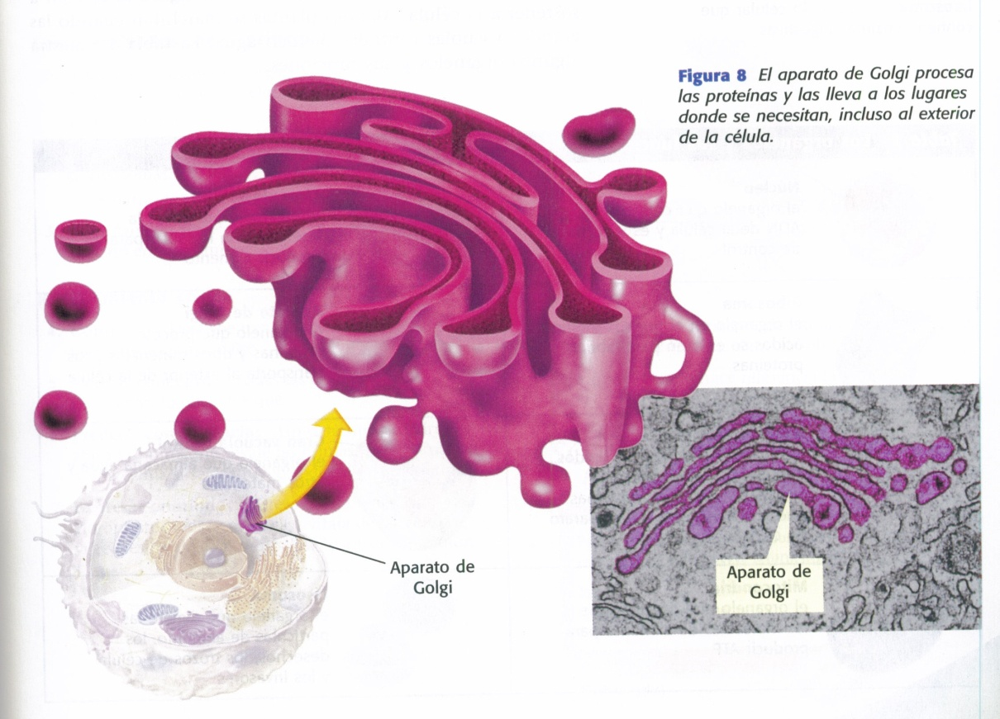 Figura 8 El aparato de Golgi procesa
las proteínas y las lleva a los lugares
donde se necesitan, incluso al exterior
de la célula.
Aparato de
Golgi
Aparato de
Golgi